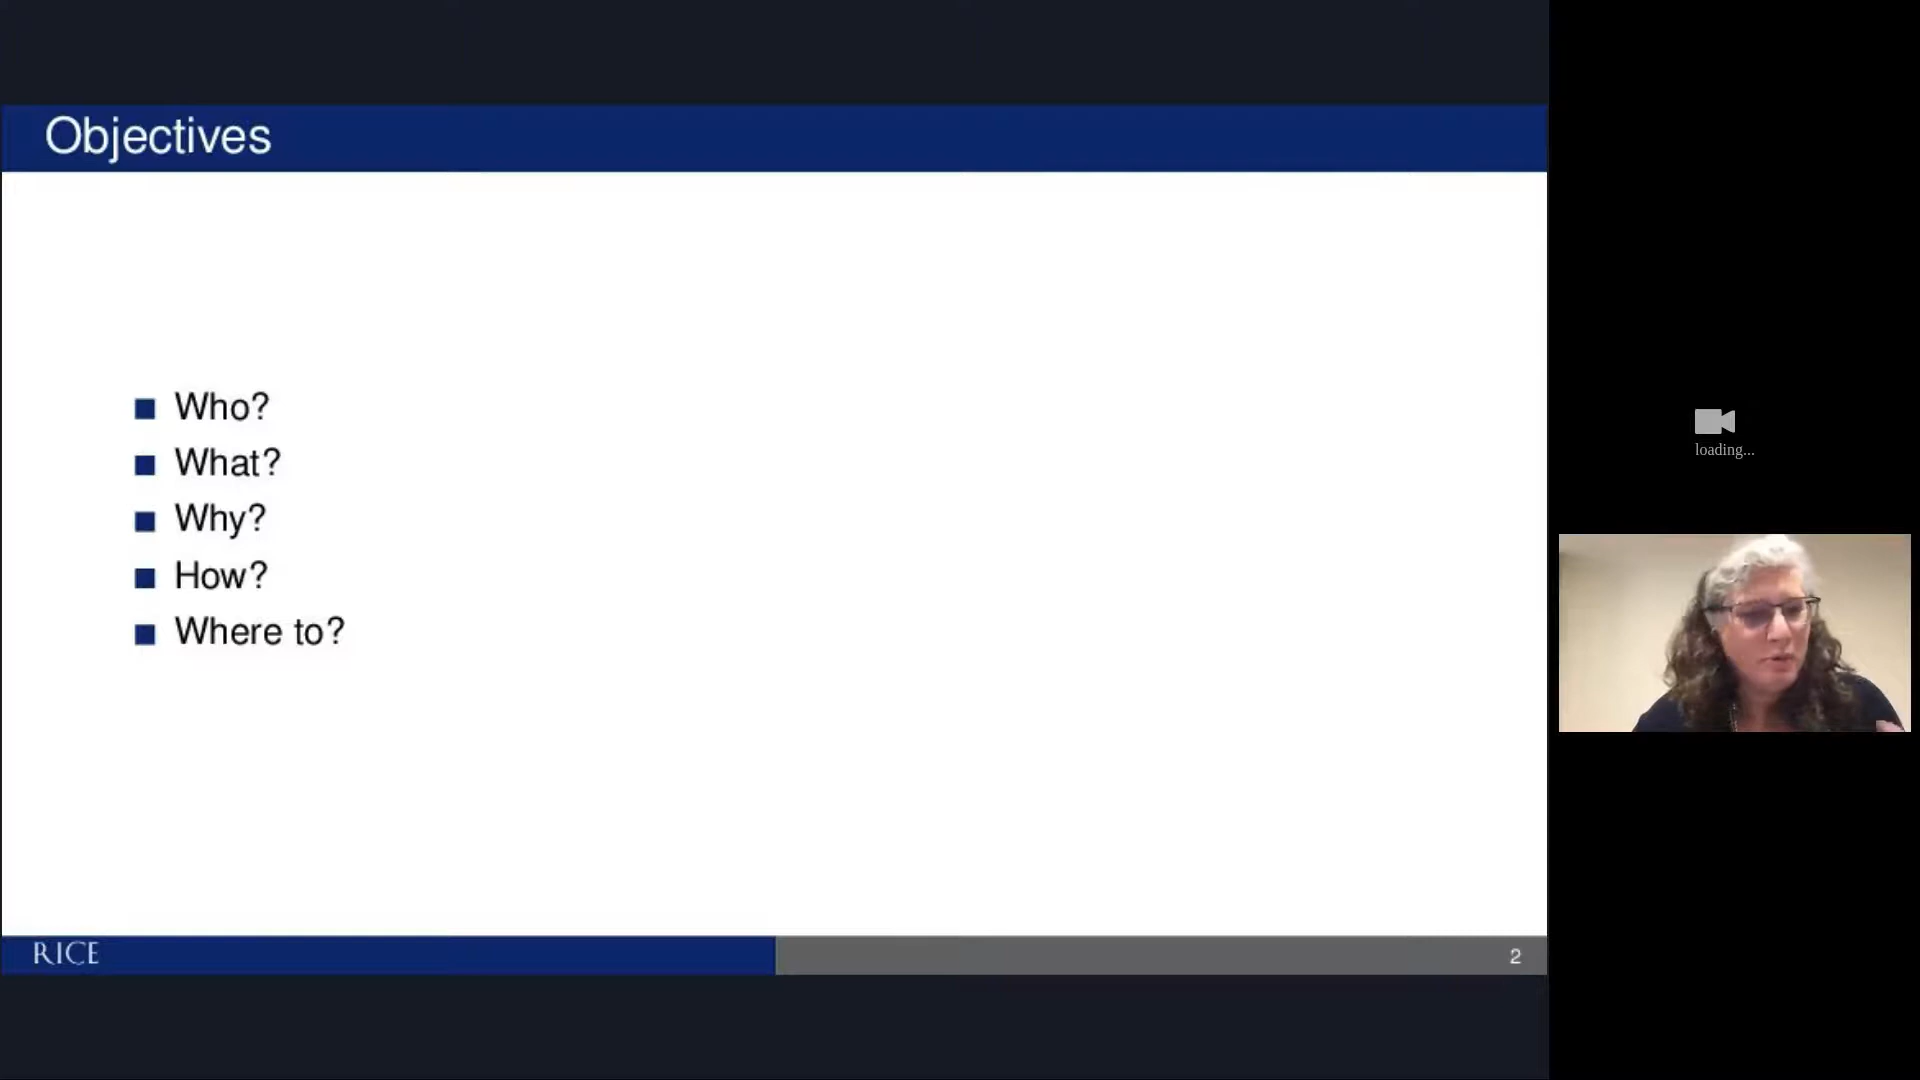 Objectives
Who?
What?
Why?
How?
Where to?
loading...
RICE
2